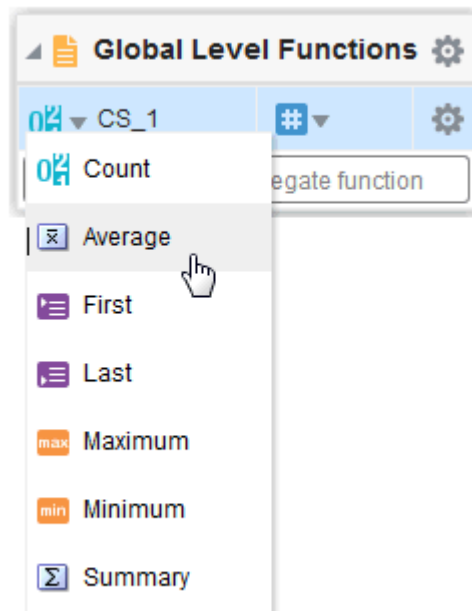 Global Level Functions
CS_1
Count
egate function
Average
First
Last
max Maximum
min Minimum
Σ Summary